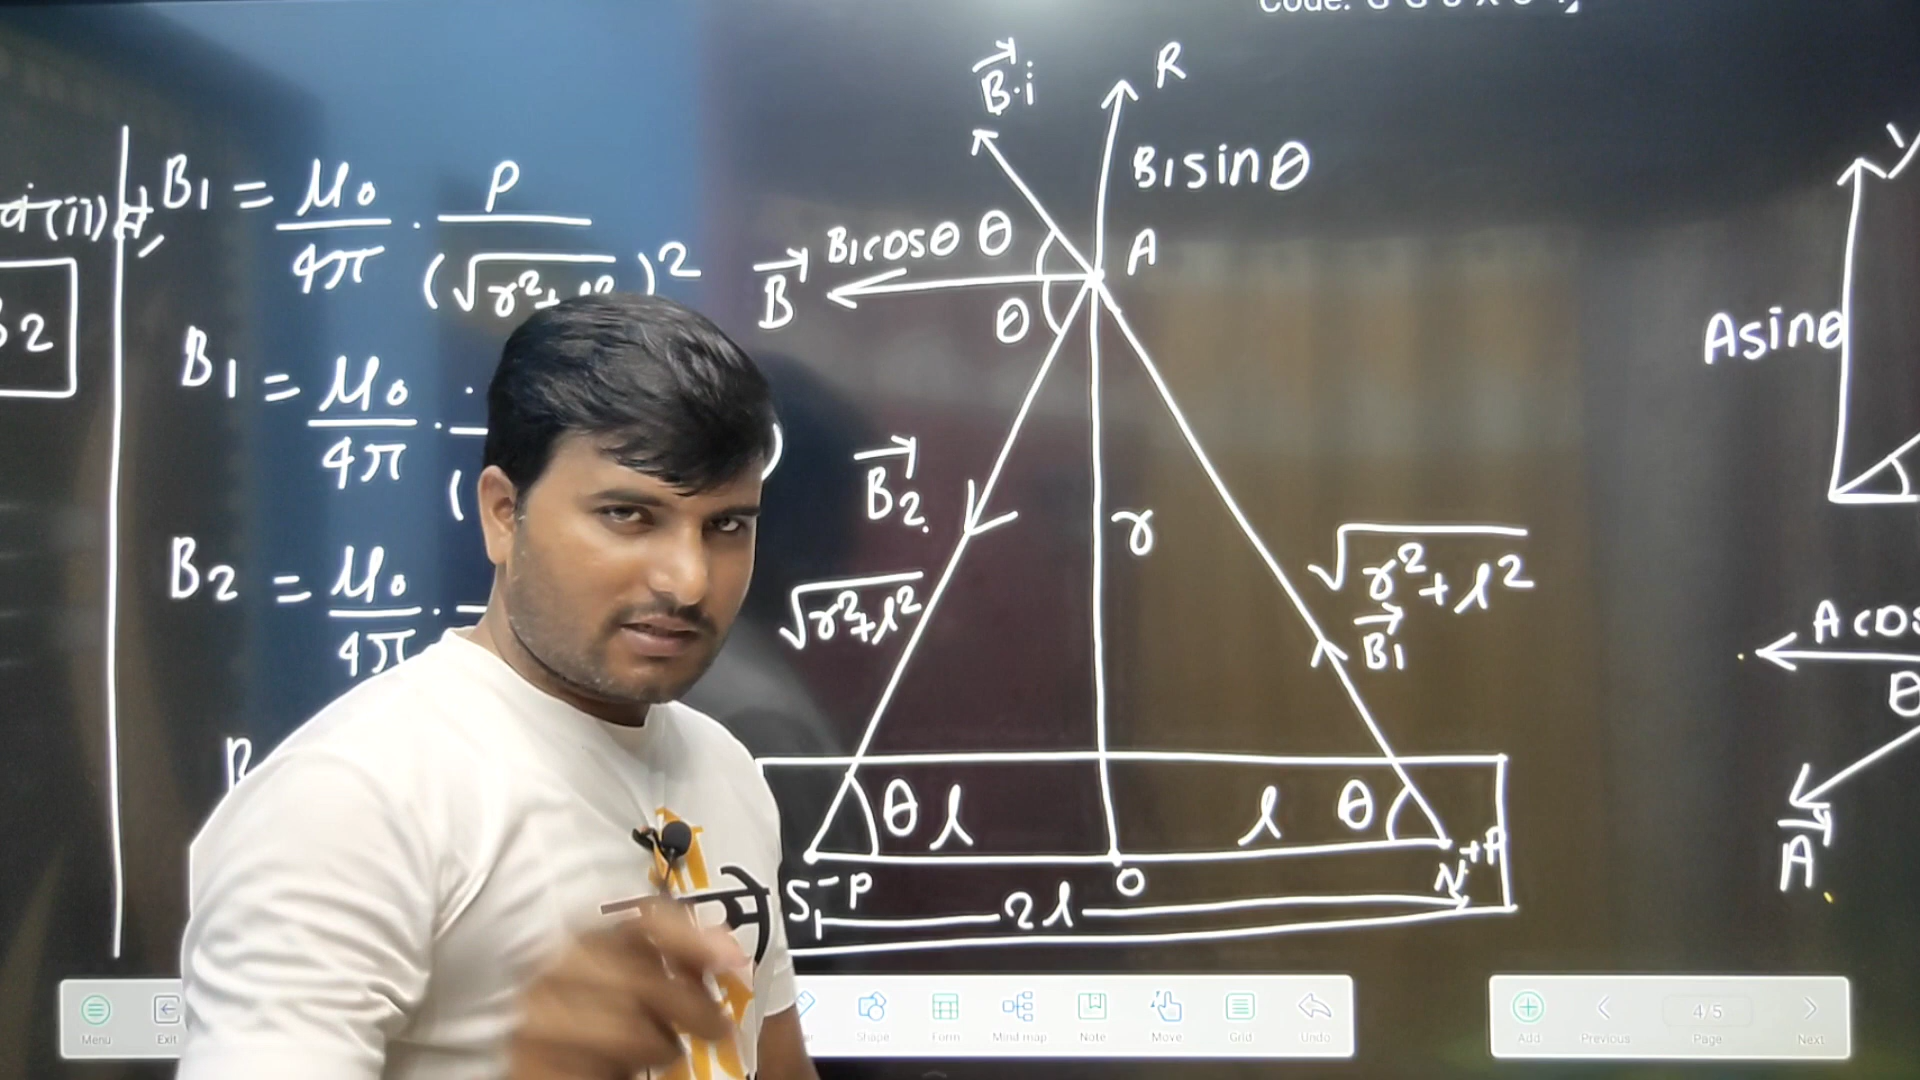 (ii) से,
B1 = μ0/4π · P/(√r²+l²)²
B1 = μ0/4π ·
B2 = μ0/4π ·
B·i
R
B1sinθ
B1cosθ θ
A
B
θ
B2
r
√r²+l²
√r²+l²
B1
θ l
l θ
S -P
O
N +P
2l
Asinθ
y
θ
A
Menu
Exit
Shape
Form
Mind map
Note
Move
Grid
Undo
Add
Previous
4/5
Page
Next